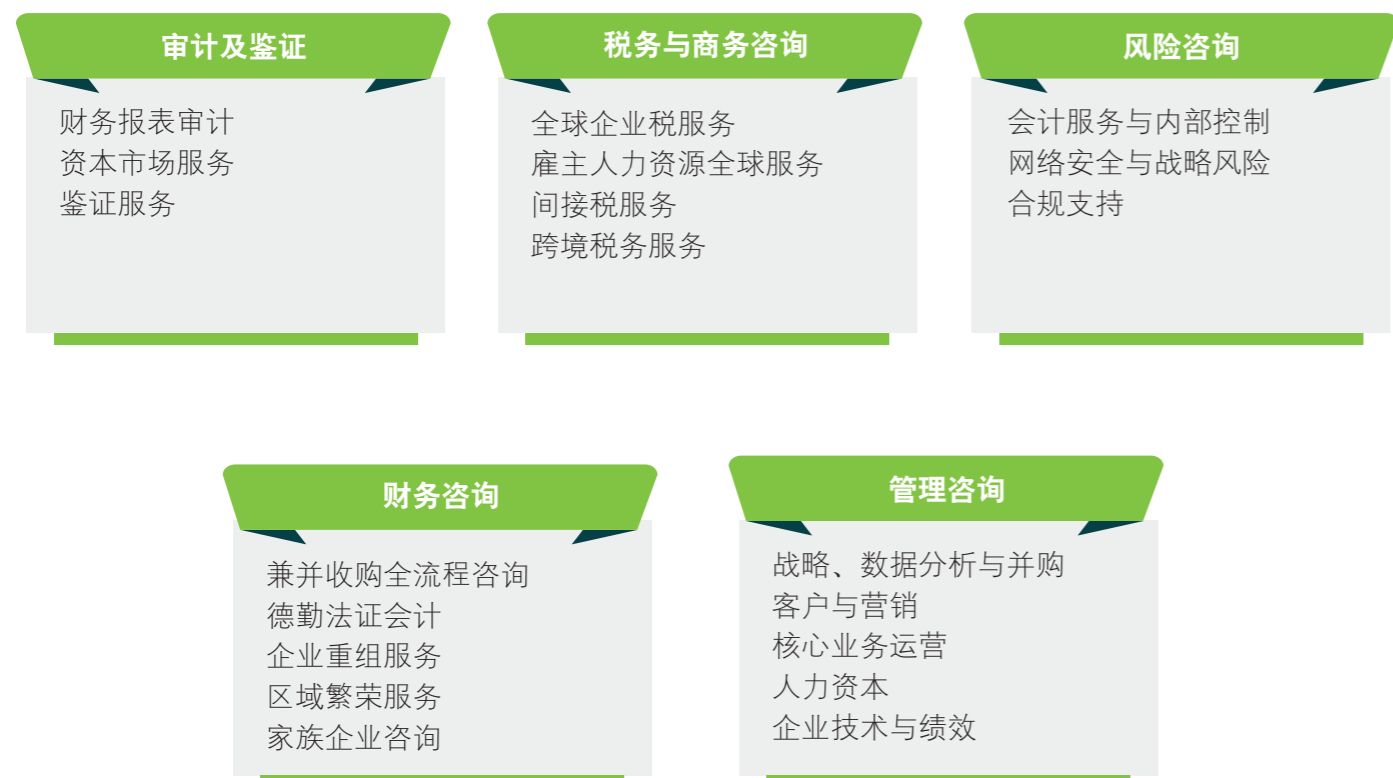 审计及鉴证
财务报表审计
资本市场服务
鉴证服务
税务与商务咨询
全球企业税服务
雇主人力资源全球服务
间接税服务
跨境税务服务
风险咨询
会计服务与内部控制
网络安全与战略风险
合规支持
财务咨询
兼并收购全流程咨询
德勤法证会计
企业重组服务
区域繁荣服务
家族企业咨询
管理咨询
战略、数据分析与并购
客户与营销
核心业务运营
人力资本
企业技术与绩效